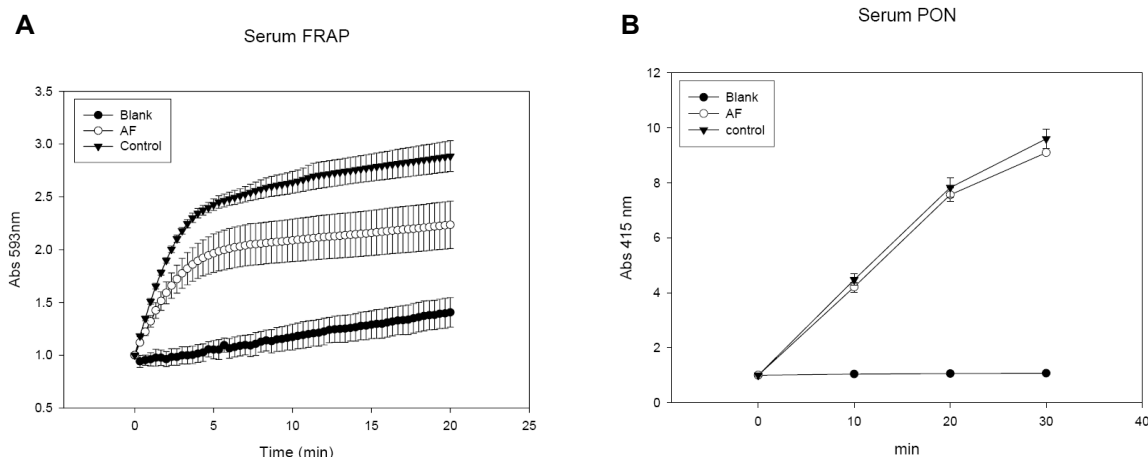 A
Serum FRAP
Blank
AF
Control
Abs 593nm
3.5
3.0
2.5
2.0
1.5
1.0
0.5
0
5
10
15
20
Time (min)
B
Serum PON
Blank
AF
control
Abs 415 nm
12
10
8
6
4
2
0
0
10
20
30
40
min